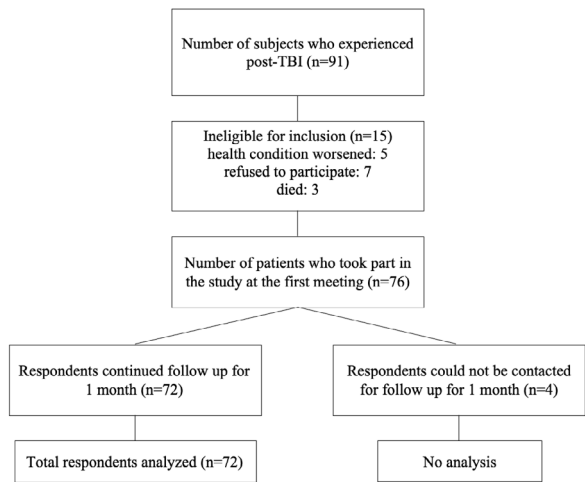 Number of subjects who experienced
post-TBI (n=91)
Ineligible for inclusion (n=15)
health condition worsened: 5
refused to participate: 7
died: 3
Number of patients who took part in
the study at the first meeting (n=76)
Respondents continued follow up for
1 month (n=72)
Respondents could not be contacted
for follow up for 1 month (n=4)
Total respondents analyzed (n=72)
No analysis